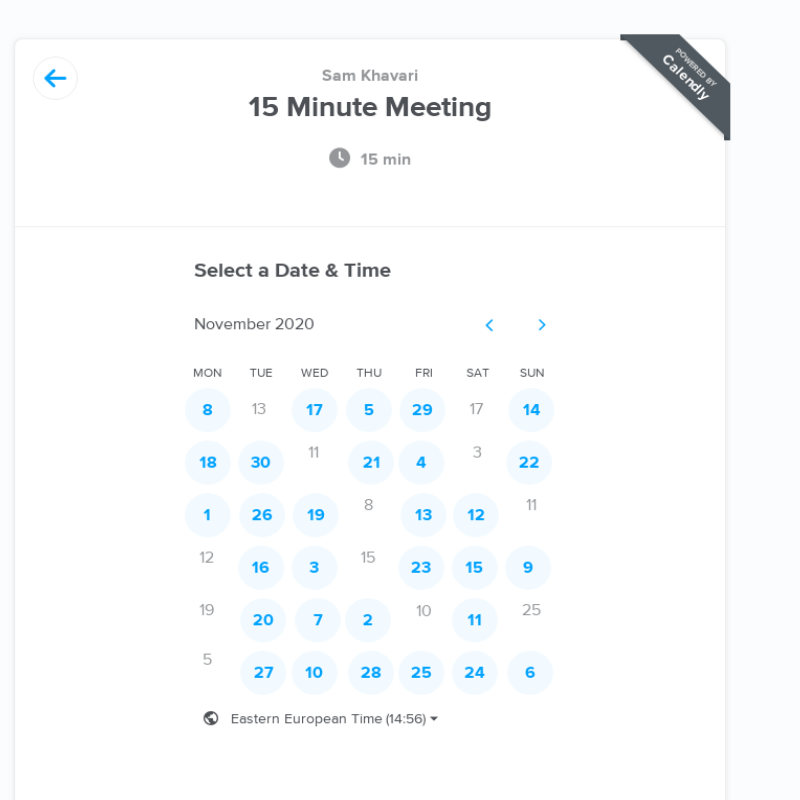 Sam Khavari
15 Minute Meeting
15 min
POWERED BY
Calendly
Select a Date & Time
November 2020
MON TUE WED THU FRI SAT SUN
8 13 17 5 29 17 14
18 30 11 21 4 3 22
1 26 19 8 13 12 11
12 16 3 15 23 15 9
19 20 7 2 10 11 25
5 27 10 28 25 24 6
Eastern European Time (14:56)